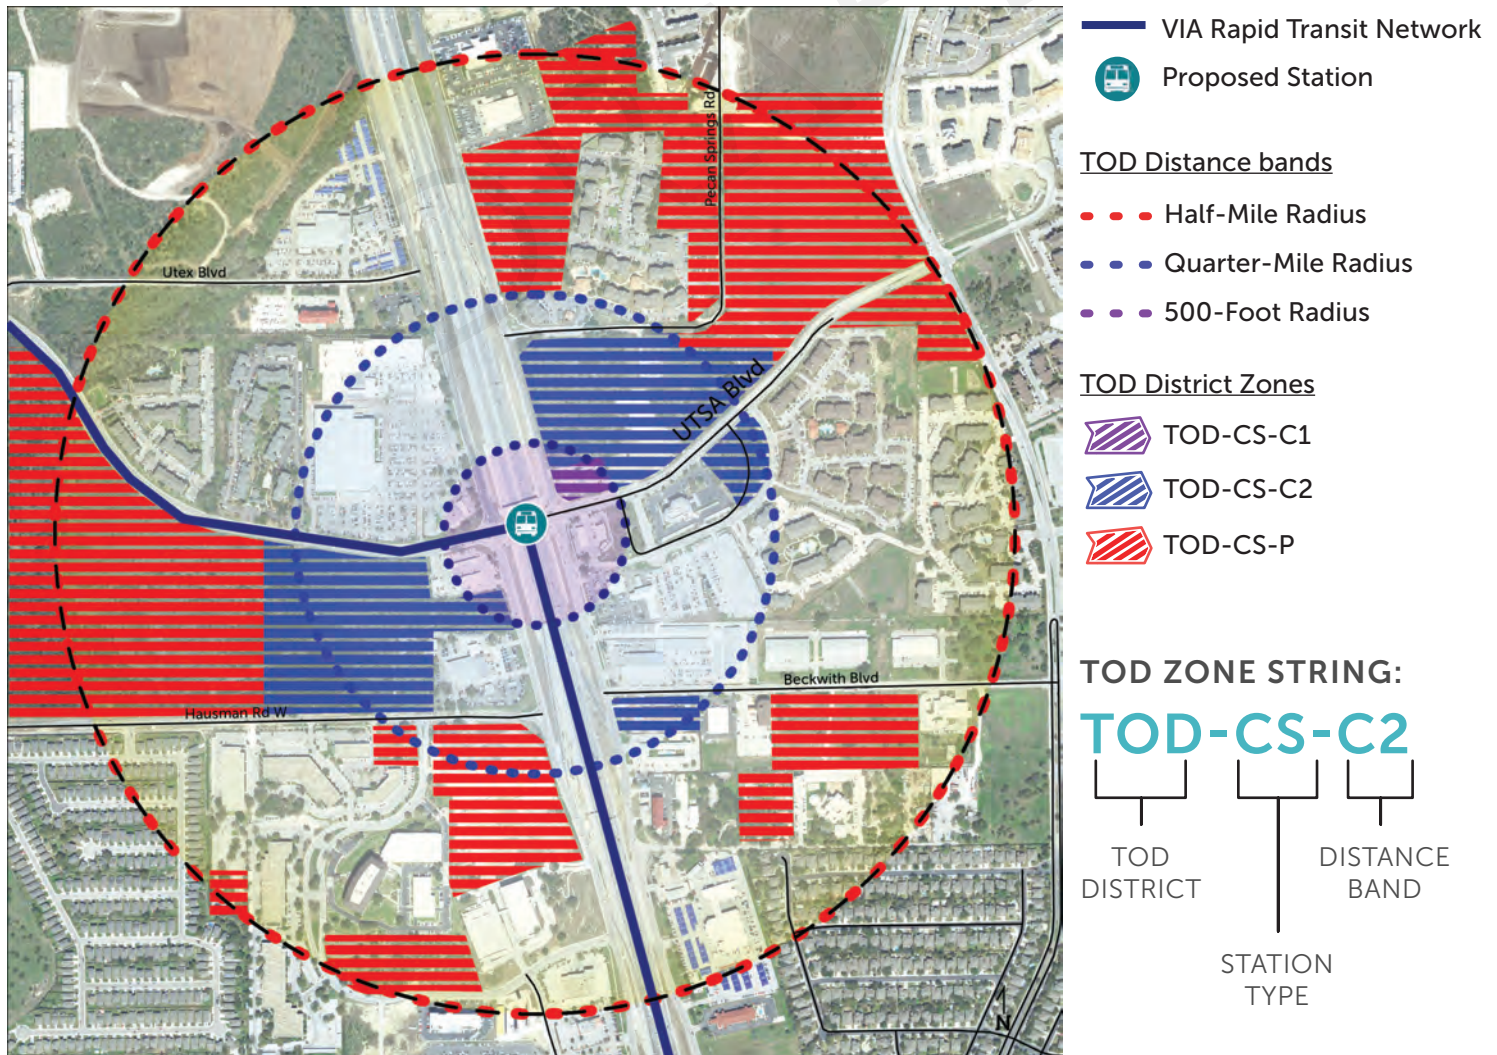 VIA Rapid Transit Network
Proposed Station
TOD Distance bands
Half-Mile Radius
Quarter-Mile Radius
500-Foot Radius
TOD District Zones
TOD-CS-C1
TOD-CS-C2
TOD-CS-P
TOD ZONE STRING:
TOD-CS-C2
TOD
DISTRICT
DISTANCE
BAND
STATION
TYPE
Pecan Springs Rd
Utex Blvd
UTSA Blvd
Beckwith Blvd
Hausman Rd W
N